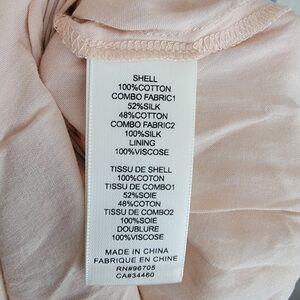 SHELL
100%COTTON
COMBO FABRIC1
52%SILK
48%COTTON
COMBO FABRIC2
100%SILK
LINING
100%VISCOSE
TISSU DE SHELL
100%COTON
TISSU DE COMBO1
52%SOIE
48%COTON
TISSU DE COMBO2
100%SOIE
DOUBLURE
100%VISCOSE
MADE IN CHINA
FABRIQUE EN CHINE
RN#96705
CA#34460